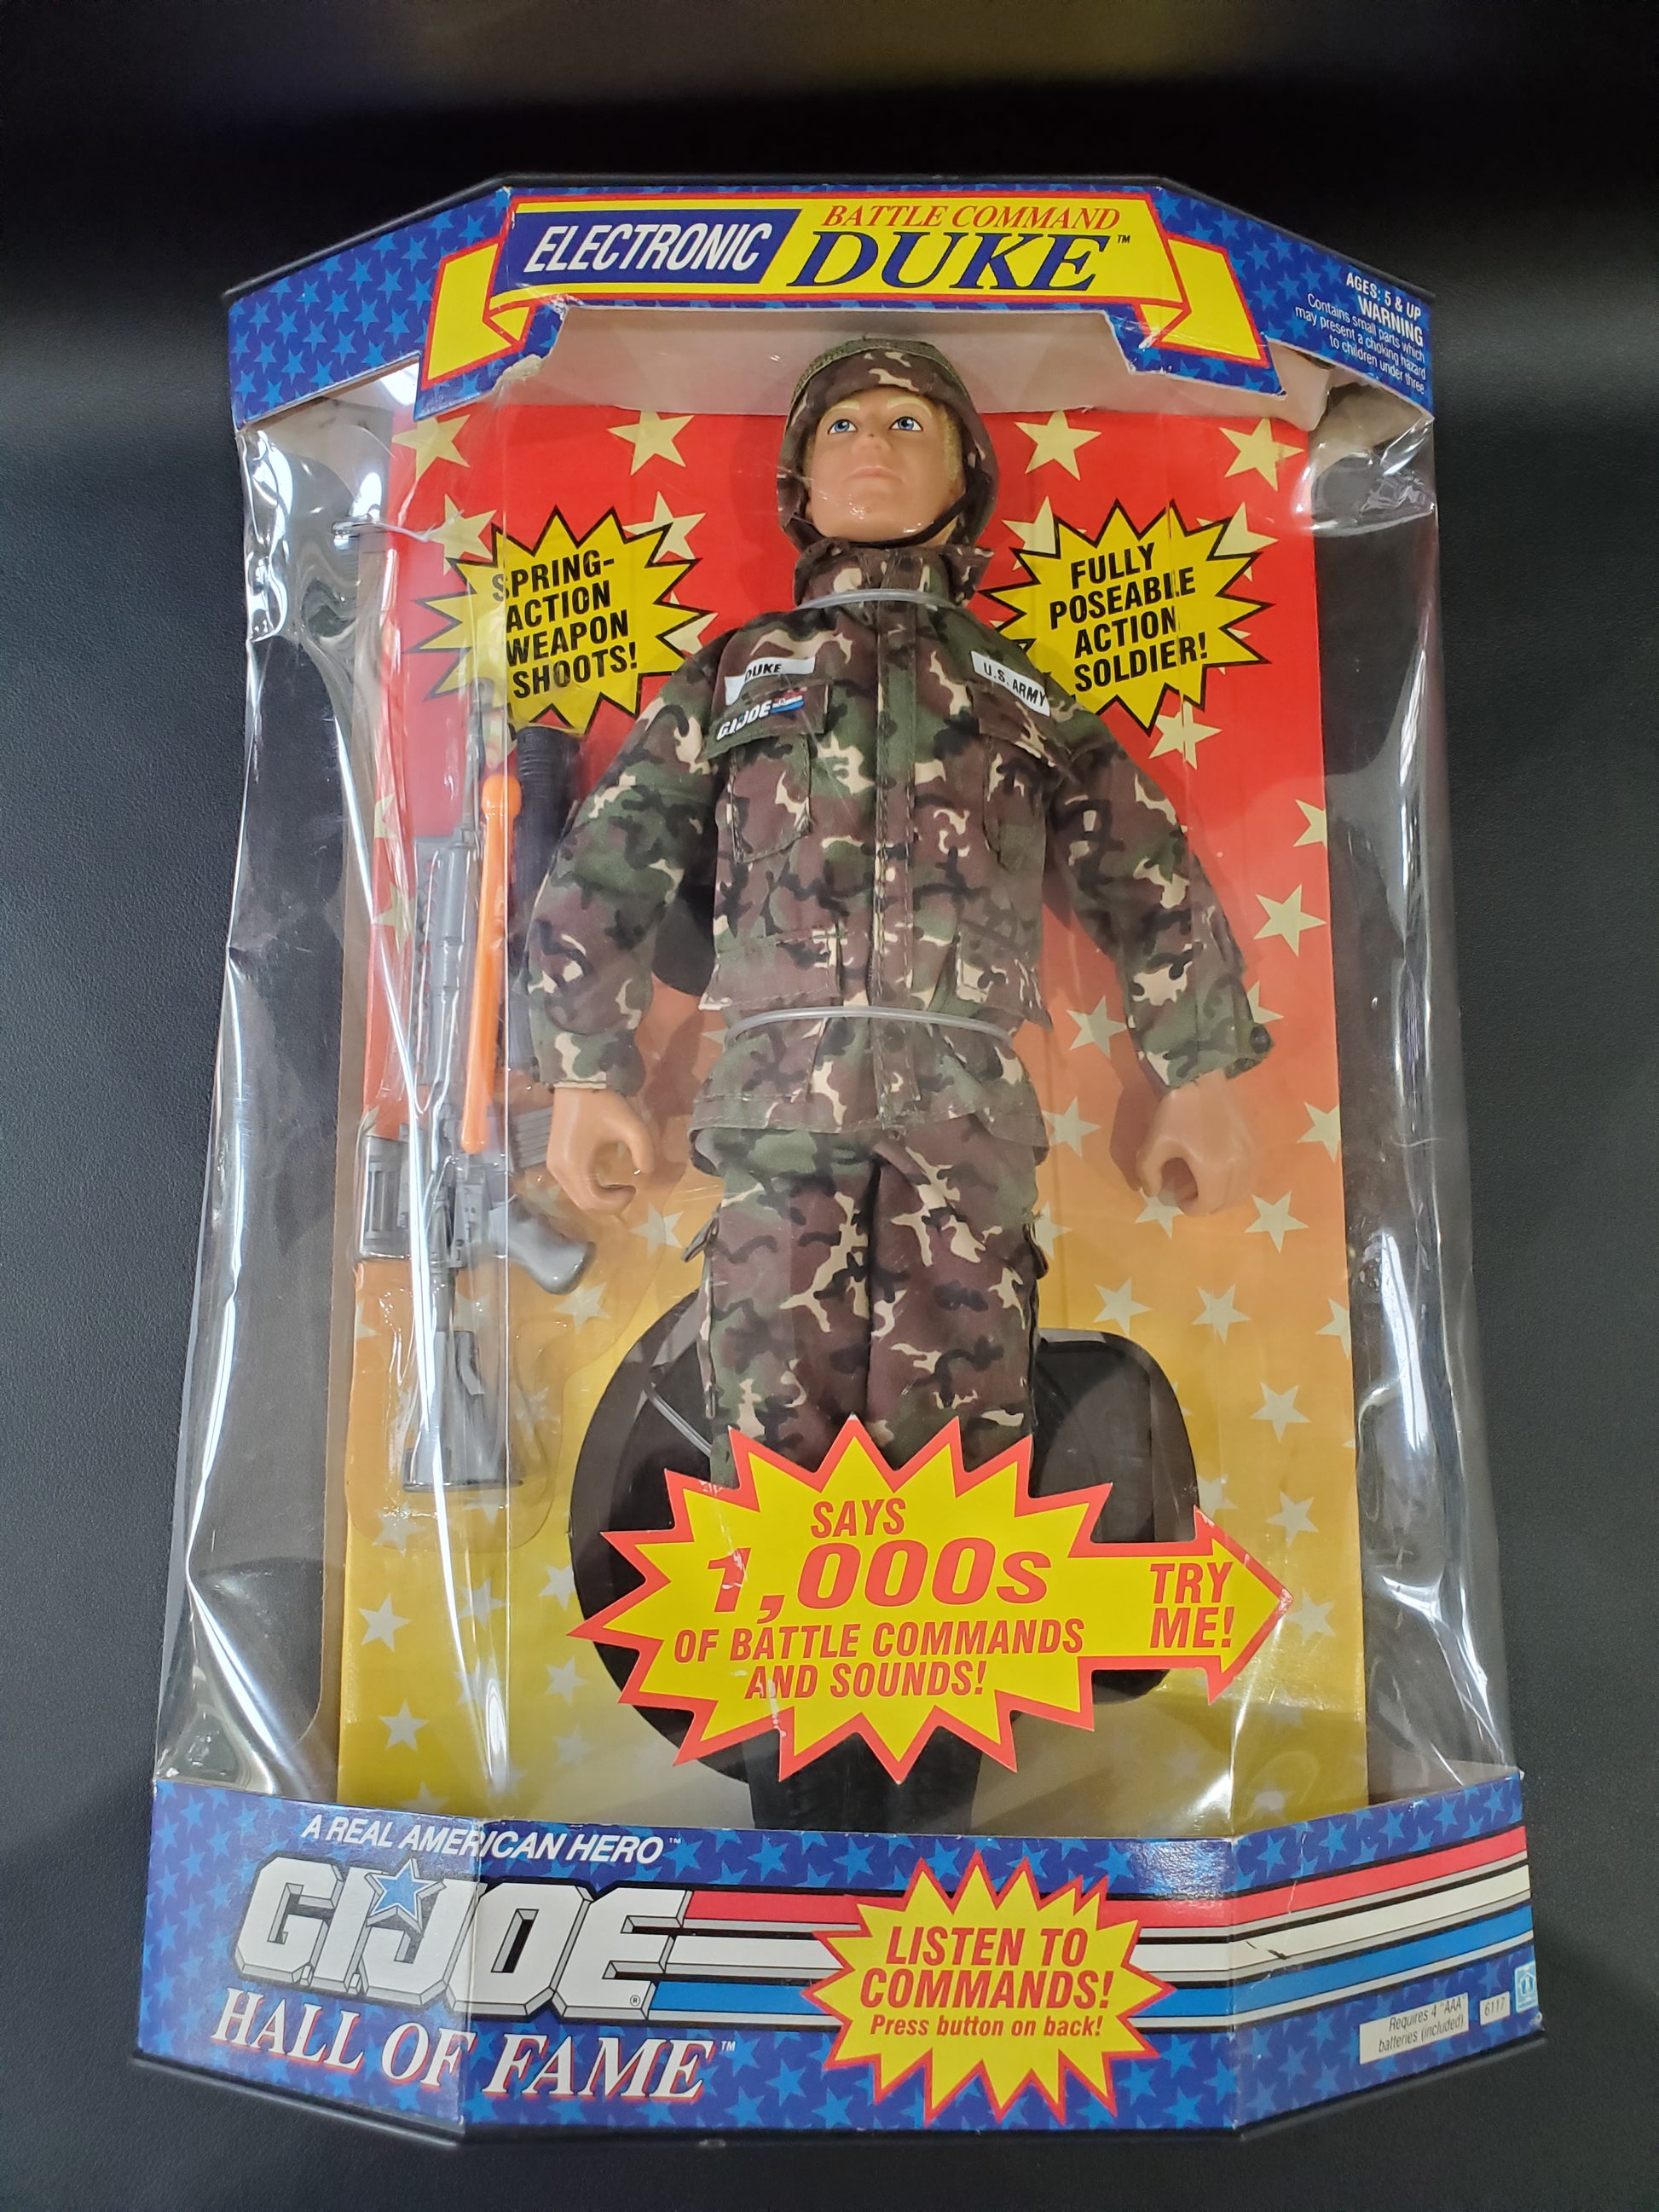 ELECTRONIC
BATTLE COMMAND
DUKE™
AGES: 5 & UP
WARNING
Contains small parts which
may present a choking hazard
to children under three.
SPRING-
ACTION
WEAPON
SHOOTS!
FULLY
POSEABLE
ACTION
SOLDIER!
DUKE
G.I.JOE
U.S. ARMY
SAYS
1,000s
OF BATTLE COMMANDS
AND SOUNDS!
TRY
ME!
A REAL AMERICAN HERO™
G.I.JOE®
HALL OF FAME™
LISTEN TO
COMMANDS!
Press button on back!
Requires 4 "AAA"
batteries (included)
6117